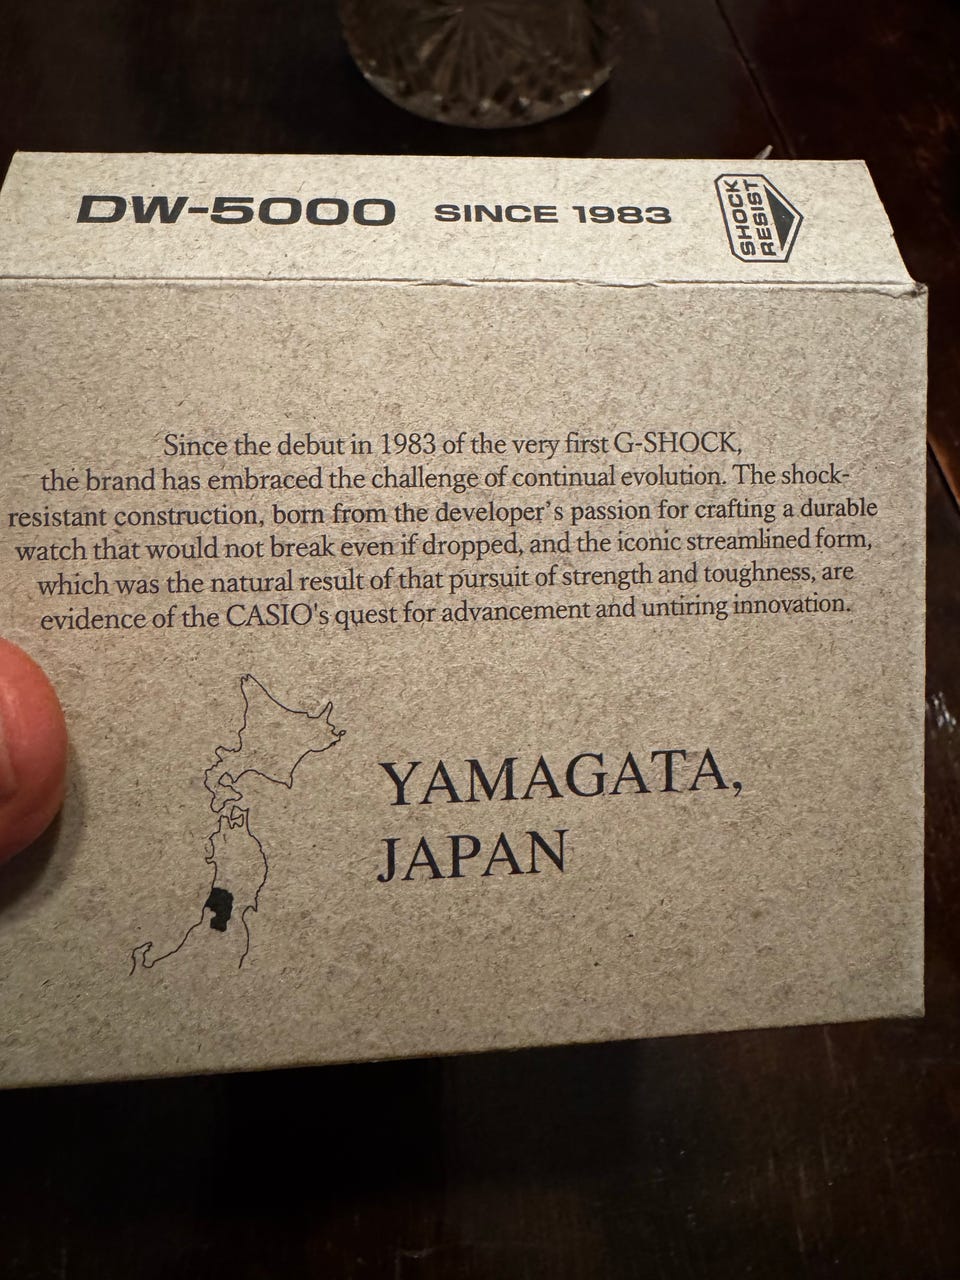 DW-5000 SINCE 1983
SHOCK
RESIST
Since the debut in 1983 of the very first G-SHOCK,
the brand has embraced the challenge of continual evolution. The shock-
resistant construction, born from the developer's passion for crafting a durable
watch that would not break even if dropped, and the iconic streamlined form,
which was the natural result of that pursuit of strength and toughness, are
evidence of the CASIO's quest for advancement and untiring innovation.
YAMAGATA,
JAPAN